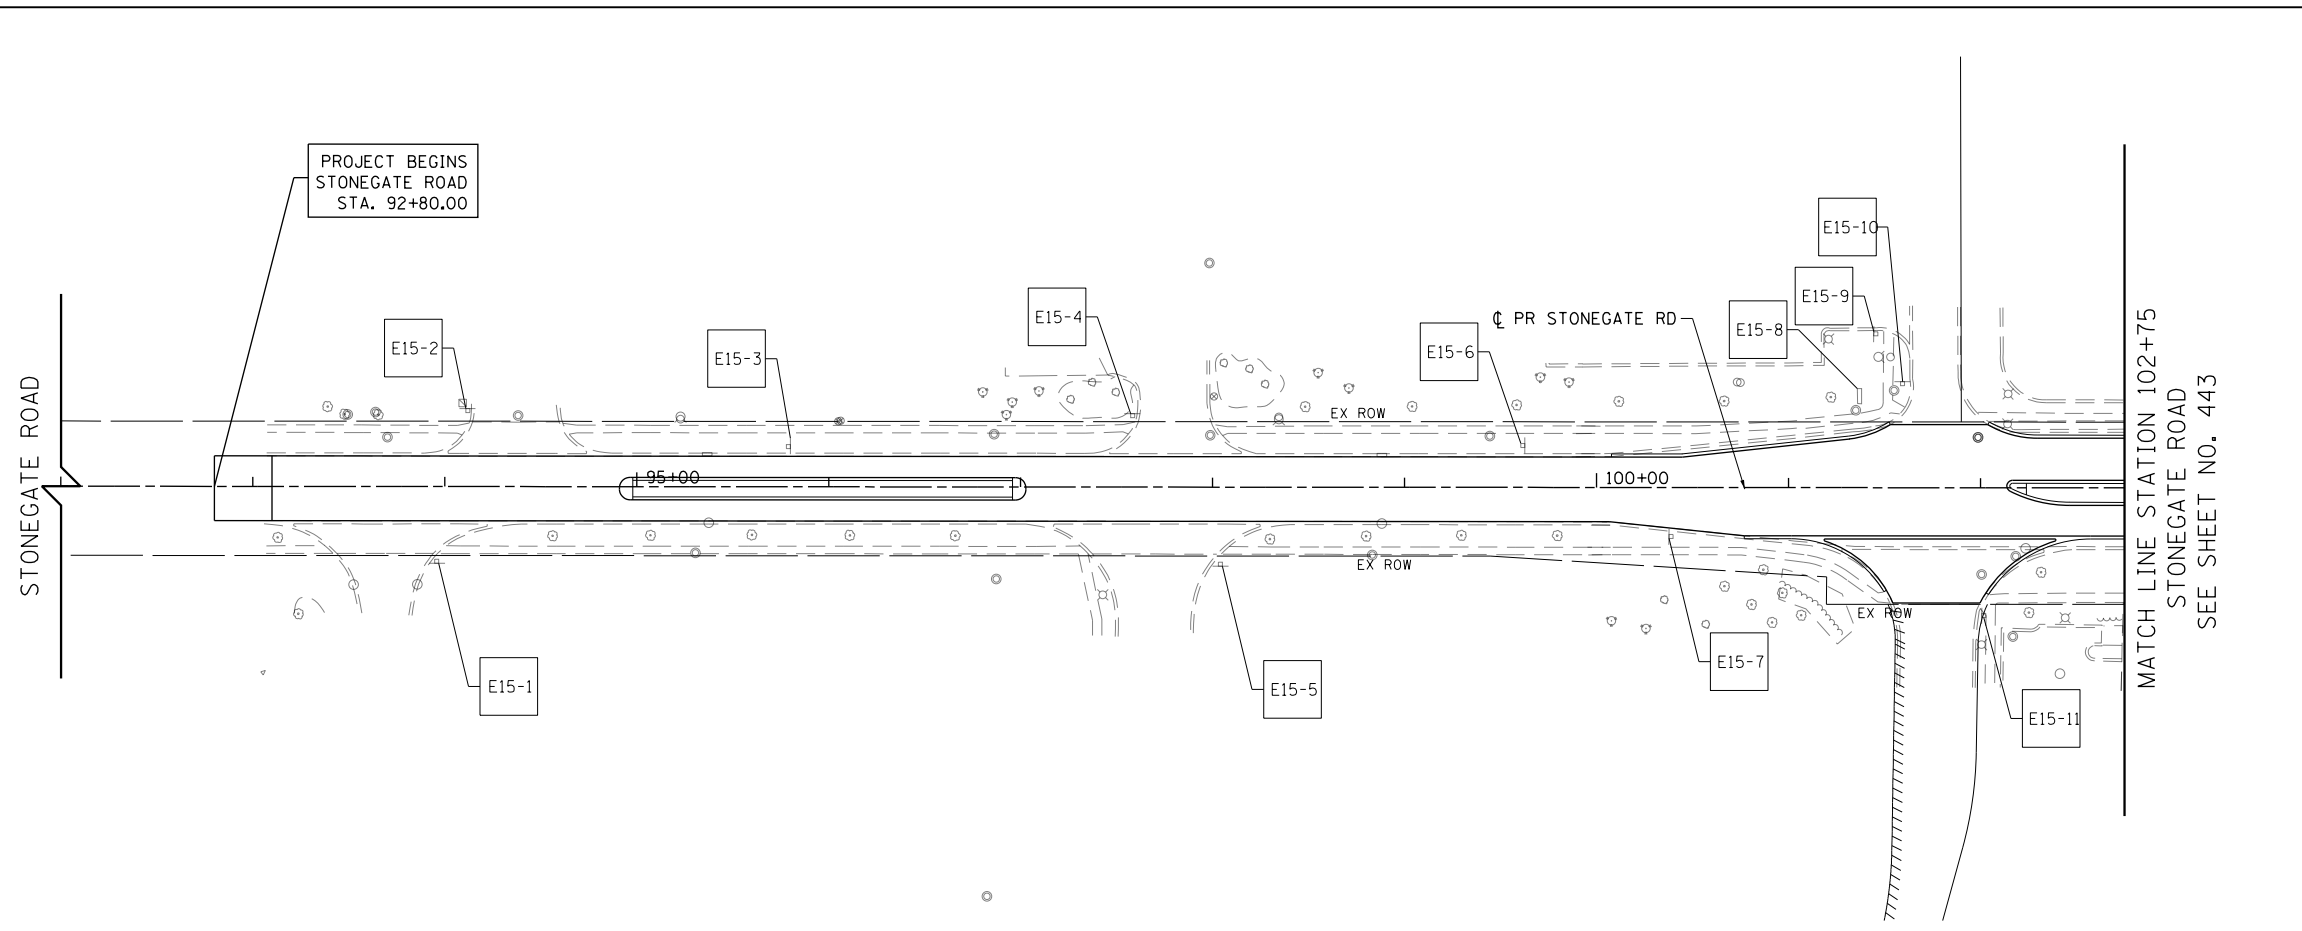 PROJECT BEGINS
STONEGATE ROAD
STA. 92+80.00
STONEGATE ROAD
E15-2
E15-3
E15-4
E15-6
℄ PR STONEGATE RD
E15-8
E15-9
E15-10
EX ROW
95+00
100+00
EX ROW
EX ROW
E15-1
E15-5
E15-7
E15-11
MATCH LINE STATION 102+75
STONEGATE ROAD
SEE SHEET NO. 443